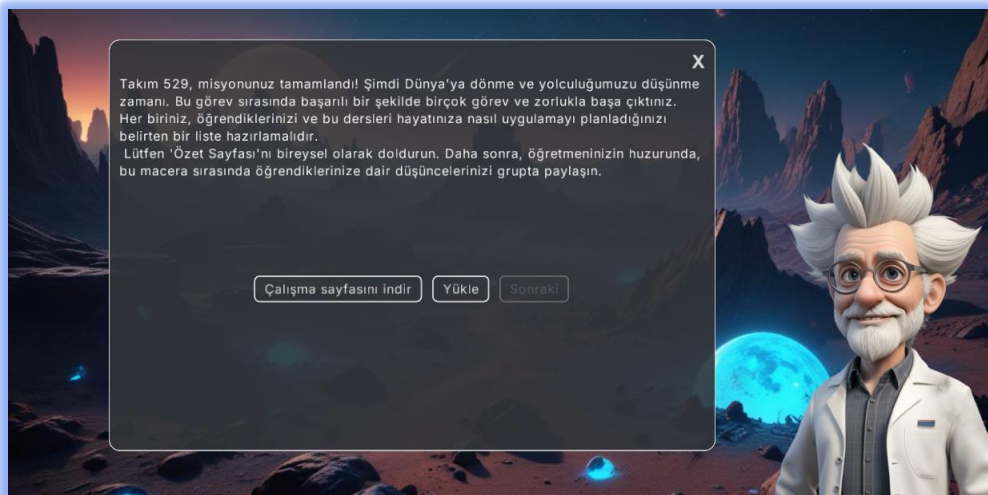 X
Takım 529, misyonunuz tamamlandı! Şimdi Dünya'ya dönme ve yolculuğumuzu düşünme
zamanı. Bu görev sırasında başarılı bir şekilde birçok görev ve zorlukla başa çıktınız.
Her biriniz, öğrendiklerinizi ve bu dersleri hayatınıza nasıl uygulamayı planladığınızı
belirten bir liste hazırlamalıdır.
Lütfen 'Özet Sayfası'nı bireysel olarak doldurun. Daha sonra, öğretmeninizin huzurunda,
bu macera sırasında öğrendiklerinize dair düşüncelerinizi grupta paylaşın.
Çalışma sayfasını indir Yükle Sonraki